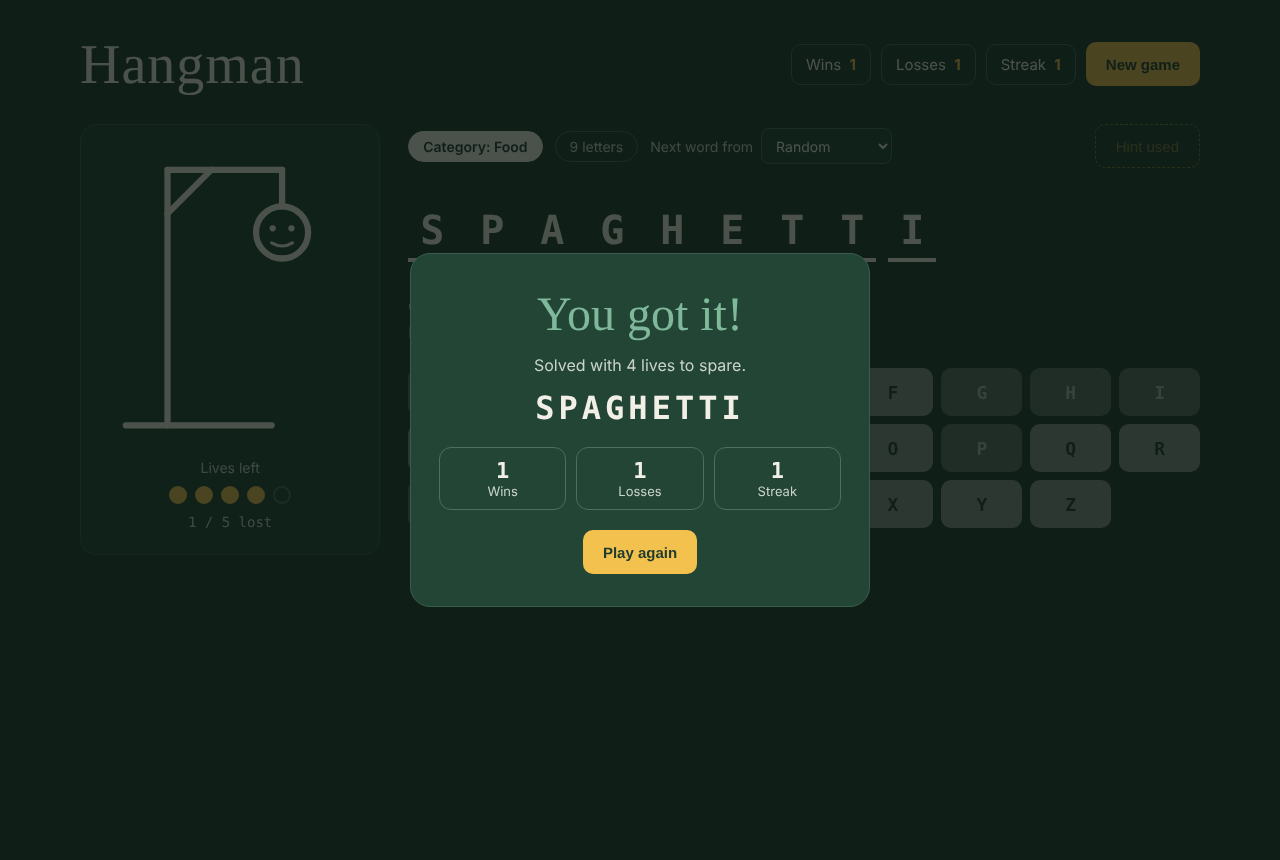 Hangman
Wins 1
Losses 1
Streak 1
New game
Category: Food
9 letters
Next word from
Random
Hint used
S P A G H E T T I
You got it!
Solved with 4 lives to spare.
SPAGHETTI
1
Wins
1
Losses
1
Streak
Play again
F G H I
O P Q R
X Y Z
Lives left
1 / 5 lost